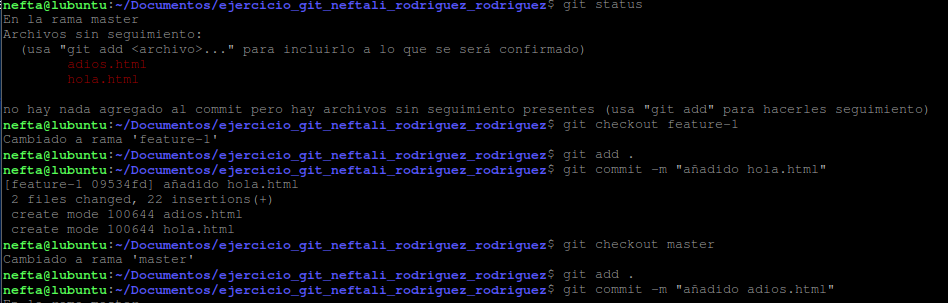 nefta@lubuntu:~/Documentos/ejercicio_git_neftali_rodriguez_rodriguez$ git status
En la rama master
Archivos sin seguimiento:
  (usa "git add <archivo>..." para incluirlo a lo que se será confirmado)
        adios.html
        hola.html
no hay nada agregado al commit pero hay archivos sin seguimiento presentes (usa "git add" para hacerles seguimiento)
nefta@lubuntu:~/Documentos/ejercicio_git_neftali_rodriguez_rodriguez$ git checkout feature-1
Cambiado a rama 'feature-1'
nefta@lubuntu:~/Documentos/ejercicio_git_neftali_rodriguez_rodriguez$ git add .
nefta@lubuntu:~/Documentos/ejercicio_git_neftali_rodriguez_rodriguez$ git commit -m "añadido hola.html"
[feature-1 09534fd] añadido hola.html
 2 files changed, 22 insertions(+)
 create mode 100644 adios.html
 create mode 100644 hola.html
nefta@lubuntu:~/Documentos/ejercicio_git_neftali_rodriguez_rodriguez$ git checkout master
Cambiado a rama 'master'
nefta@lubuntu:~/Documentos/ejercicio_git_neftali_rodriguez_rodriguez$ git add .
nefta@lubuntu:~/Documentos/ejercicio_git_neftali_rodriguez_rodriguez$ git commit -m "añadido adios.html"
En la rama master